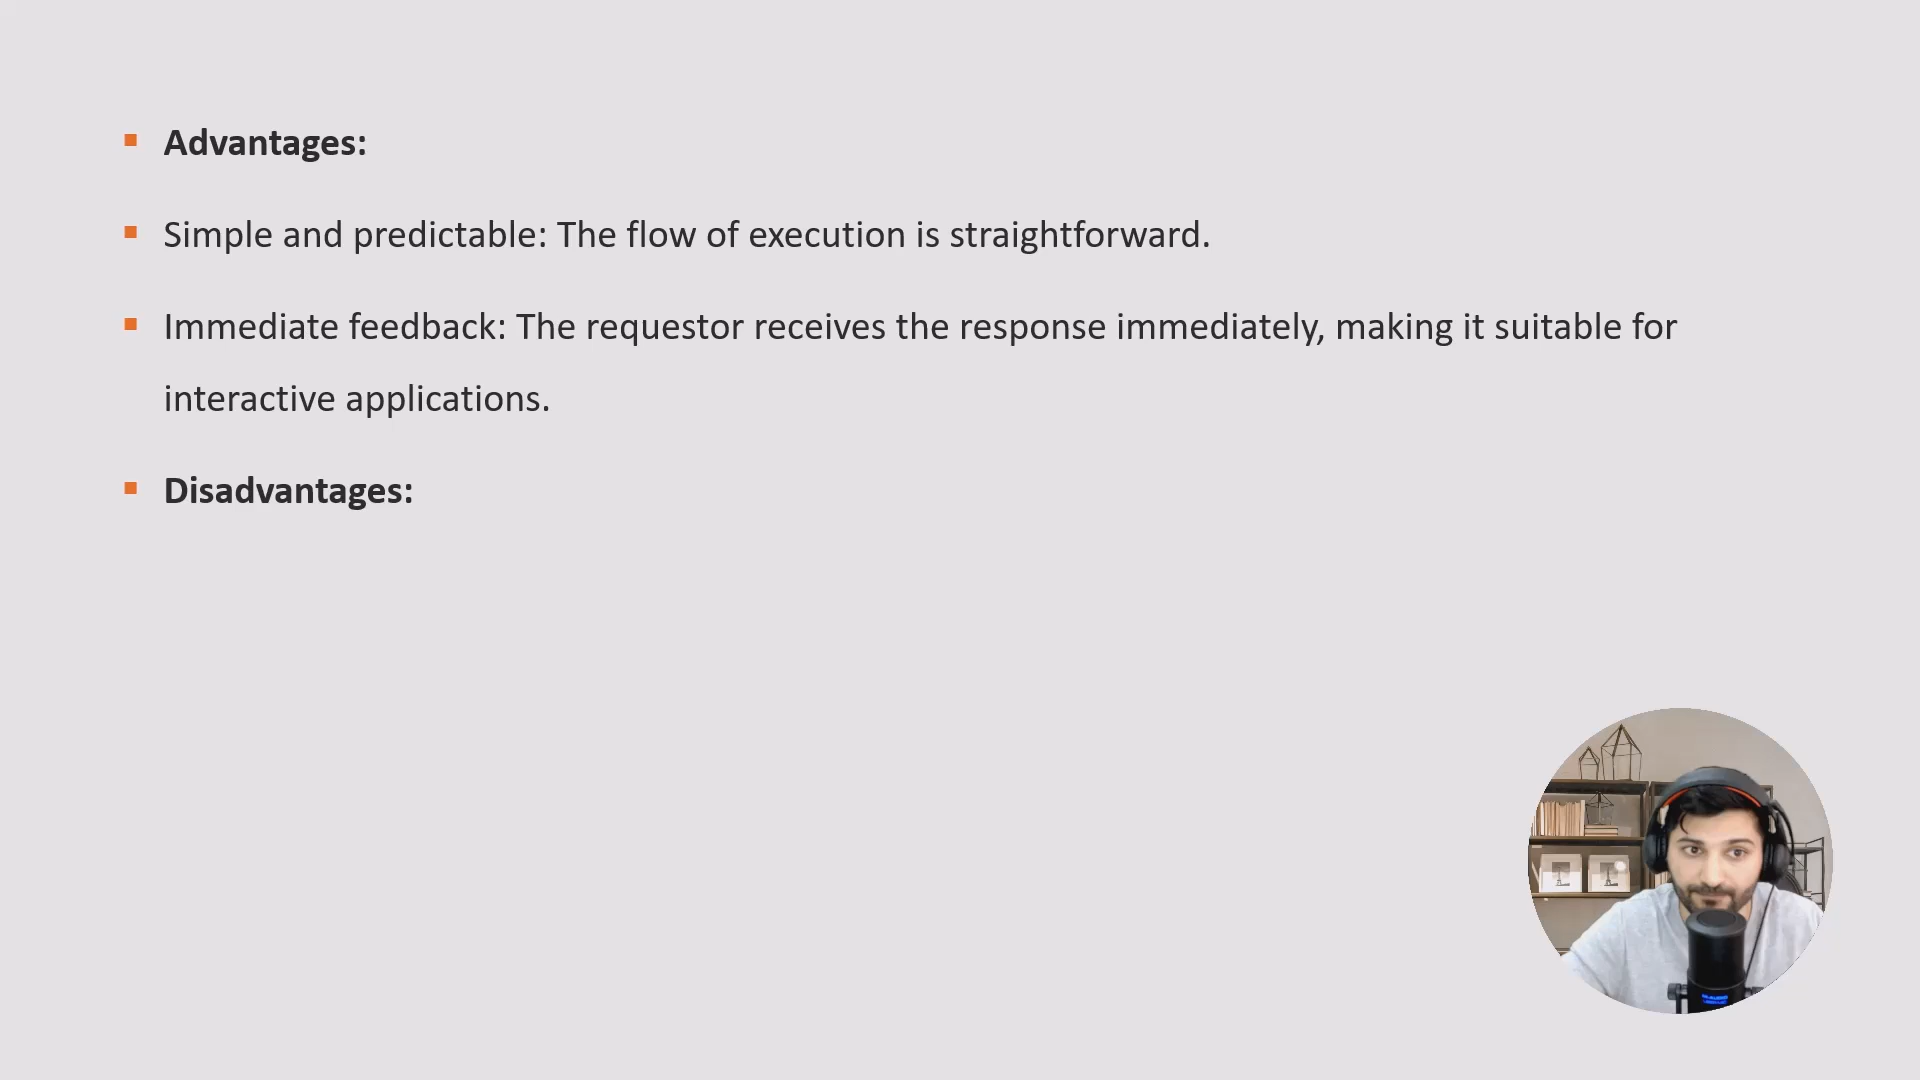 Advantages:
Simple and predictable: The flow of execution is straightforward.
Immediate feedback: The requestor receives the response immediately, making it suitable for
interactive applications.
Disadvantages: